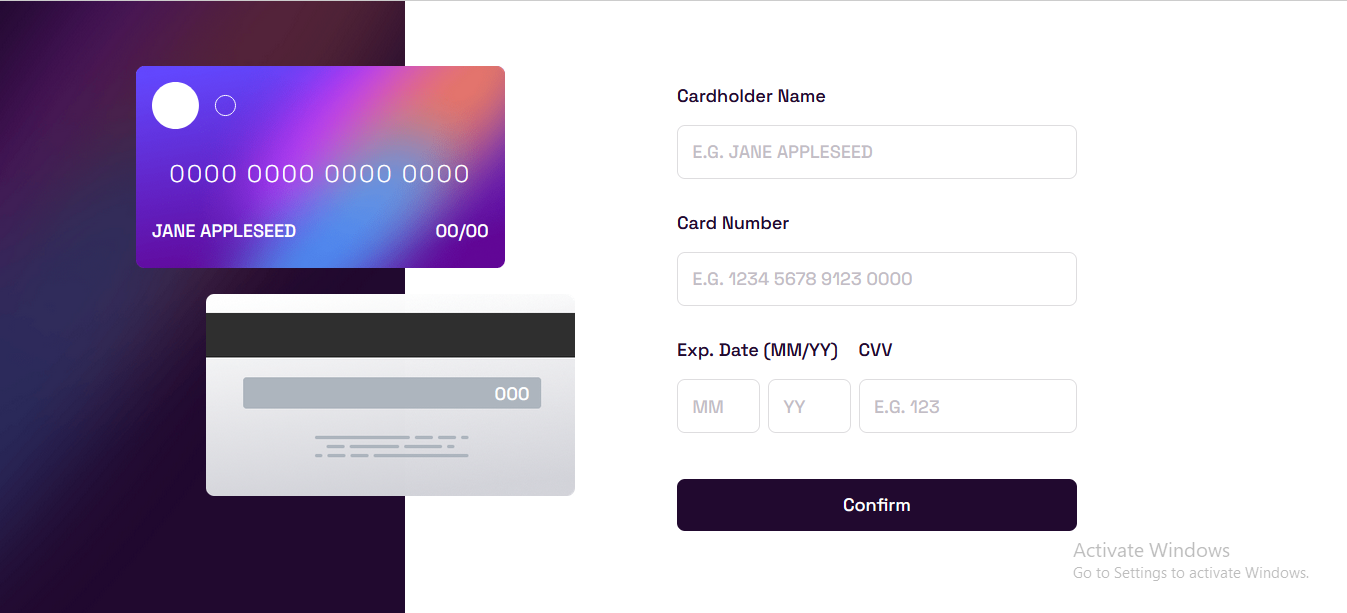 0000 0000 0000 0000
JANE APPLESEED 00/00
000
Cardholder Name
E.G. JANE APPLESEED
Card Number
E.G. 1234 5678 9123 0000
Exp. Date (MM/YY) CVV
MM YY E.G. 123
Confirm
Activate Windows
Go to Settings to activate Windows.